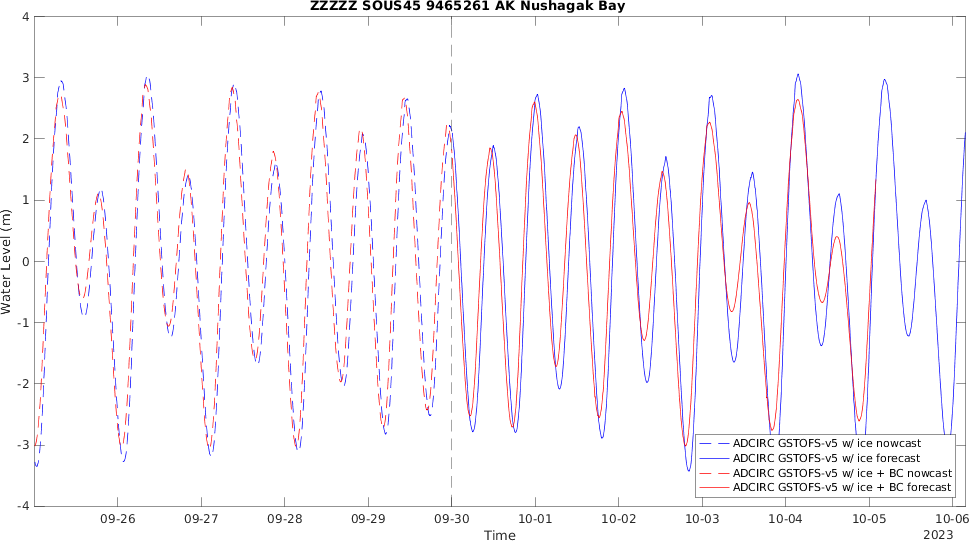 ZZZZZ SOUS45 9465261 AK Nushagak Bay
4
3
2
1
0
-1
-2
-3
-4
Water Level (m)
09-26 09-27 09-28 09-29 09-30 10-01 10-02 10-03 10-04 10-05 10-06
2023
Time
ADCIRC GSTOFS-v5 w/ ice nowcast
ADCIRC GSTOFS-v5 w/ ice forecast
ADCIRC GSTOFS-v5 w/ ice + BC nowcast
ADCIRC GSTOFS-v5 w/ ice + BC forecast